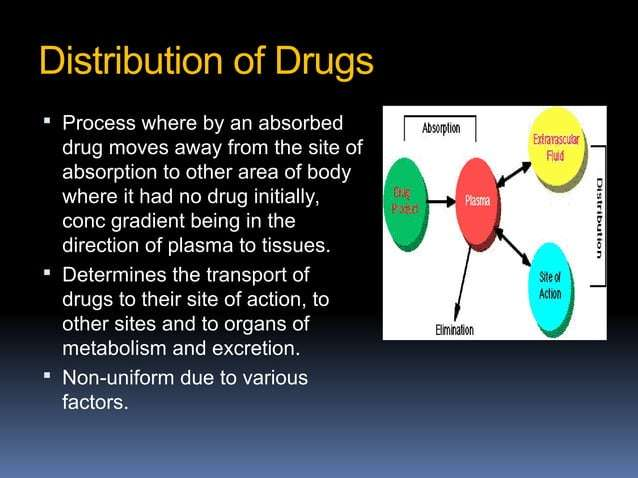 Distribution of Drugs
▪ Process where by an absorbed
drug moves away from the site of
absorption to other area of body
where it had no drug initially,
conc gradient being in the
direction of plasma to tissues.
▪ Determines the transport of
drugs to their site of action, to
other sites and to organs of
metabolism and excretion.
▪ Non-uniform due to various
factors.
Absorption
Extravascular
Fluid
Drug
Product
Plasma
Distribution
Site of
Action
Elimination